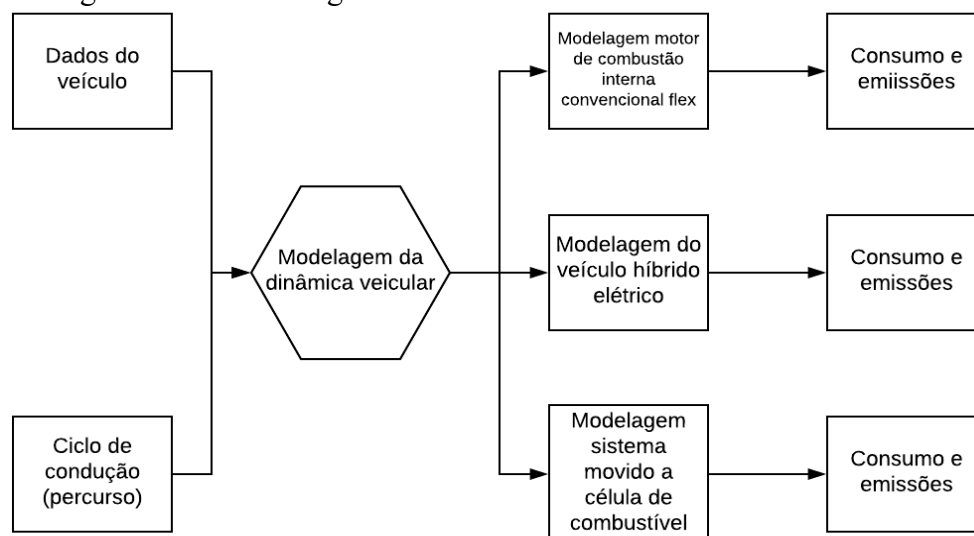 Dados do
veículo
Modelagem motor
de combustão
interna
convencional flex
Consumo e
emiissões
Modelagem da
dinâmica veicular
Modelagem do
veículo híbrido
elétrico
Consumo e
emissões
Ciclo de
condução
(percurso)
Modelagem
sistema
movido a
célula de
combustível
Consumo e
emissões